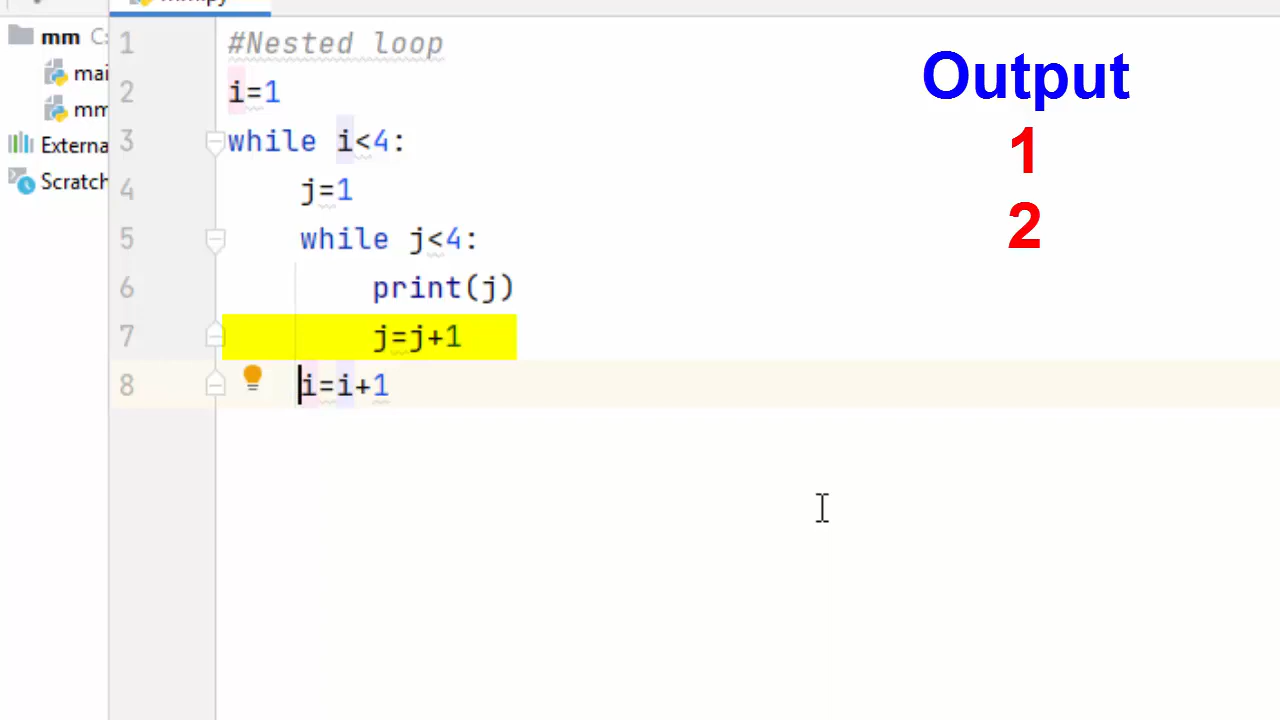 mm
1 #Nested loop
mai
2 i=1
mm
3 while i<4:
Externa
4 j=1
Scratch
5 while j<4:
6 print(j)
7 j=j+1
8 i=i+1
Output
1
2